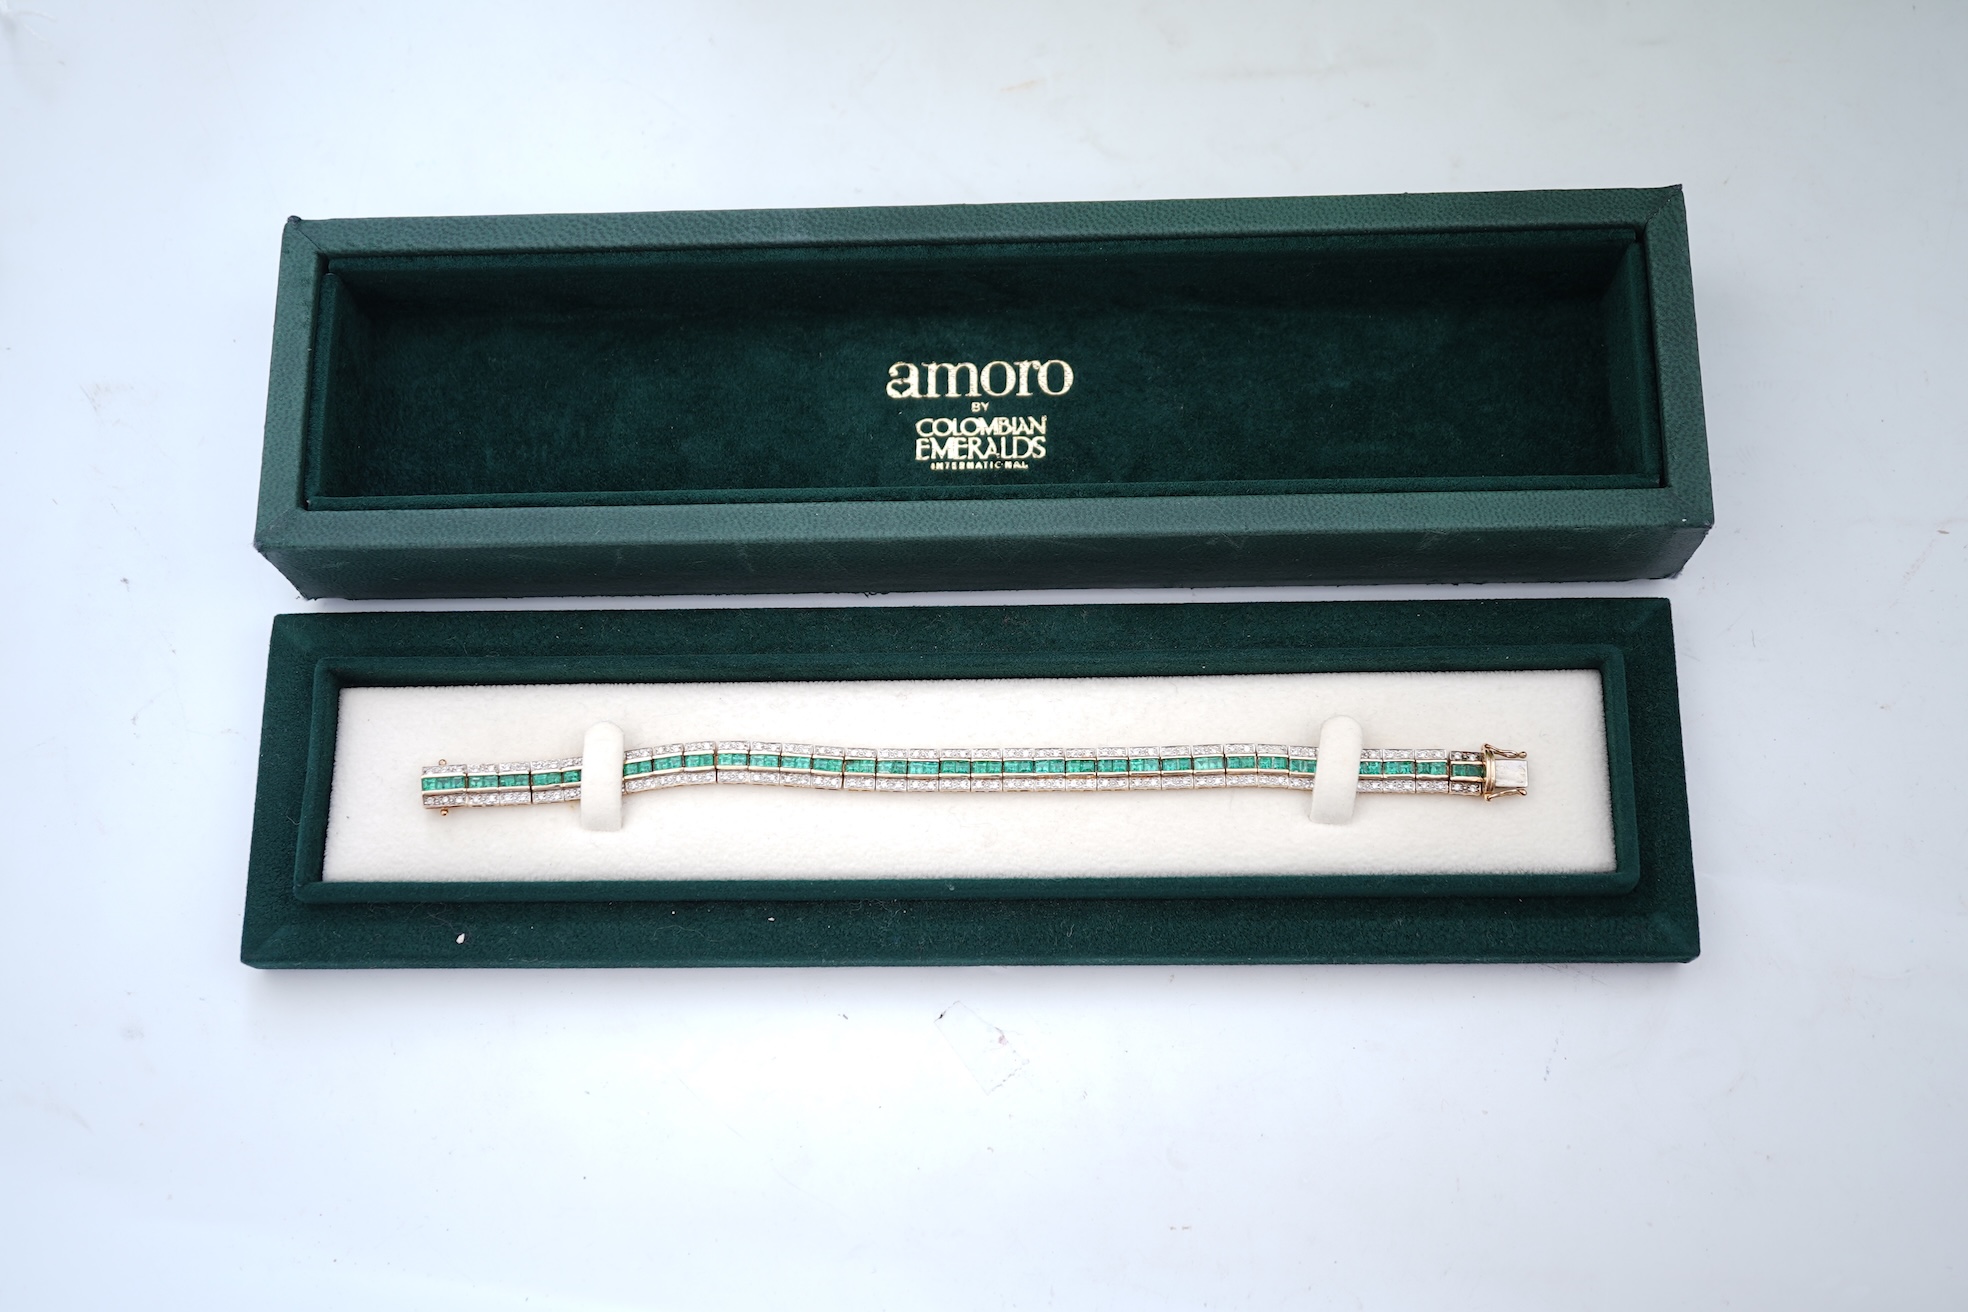 amoro
BY
COLOMBIAN
EMERALDS
INTERNATIONAL